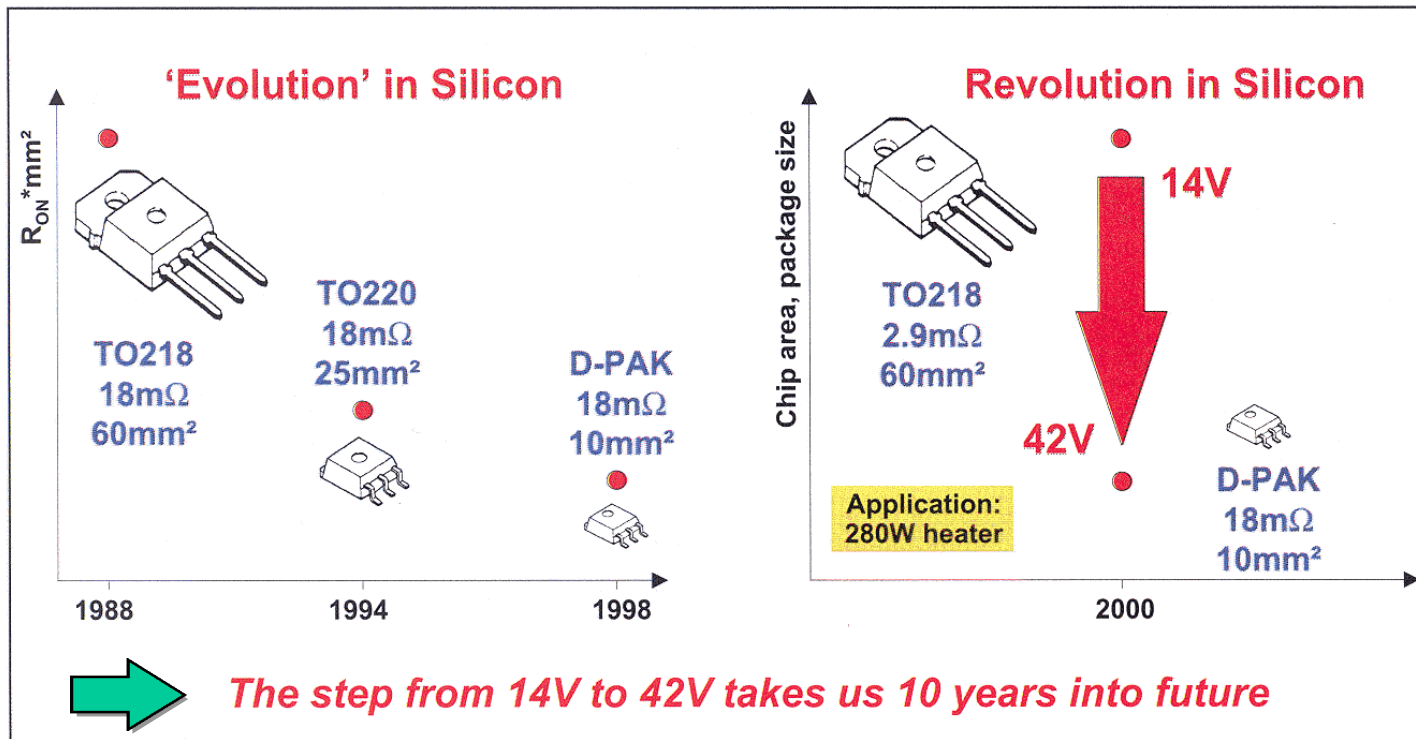 ‘Evolution’ in Silicon
R_ON *mm²
TO218
18mΩ
60mm²
TO220
18mΩ
25mm²
D-PAK
18mΩ
10mm²
1988
1994
1998
Revolution in Silicon
Chip area, package size
TO218
2.9mΩ
60mm²
14V
42V
Application:
280W heater
D-PAK
18mΩ
10mm²
2000
The step from 14V to 42V takes us 10 years into future